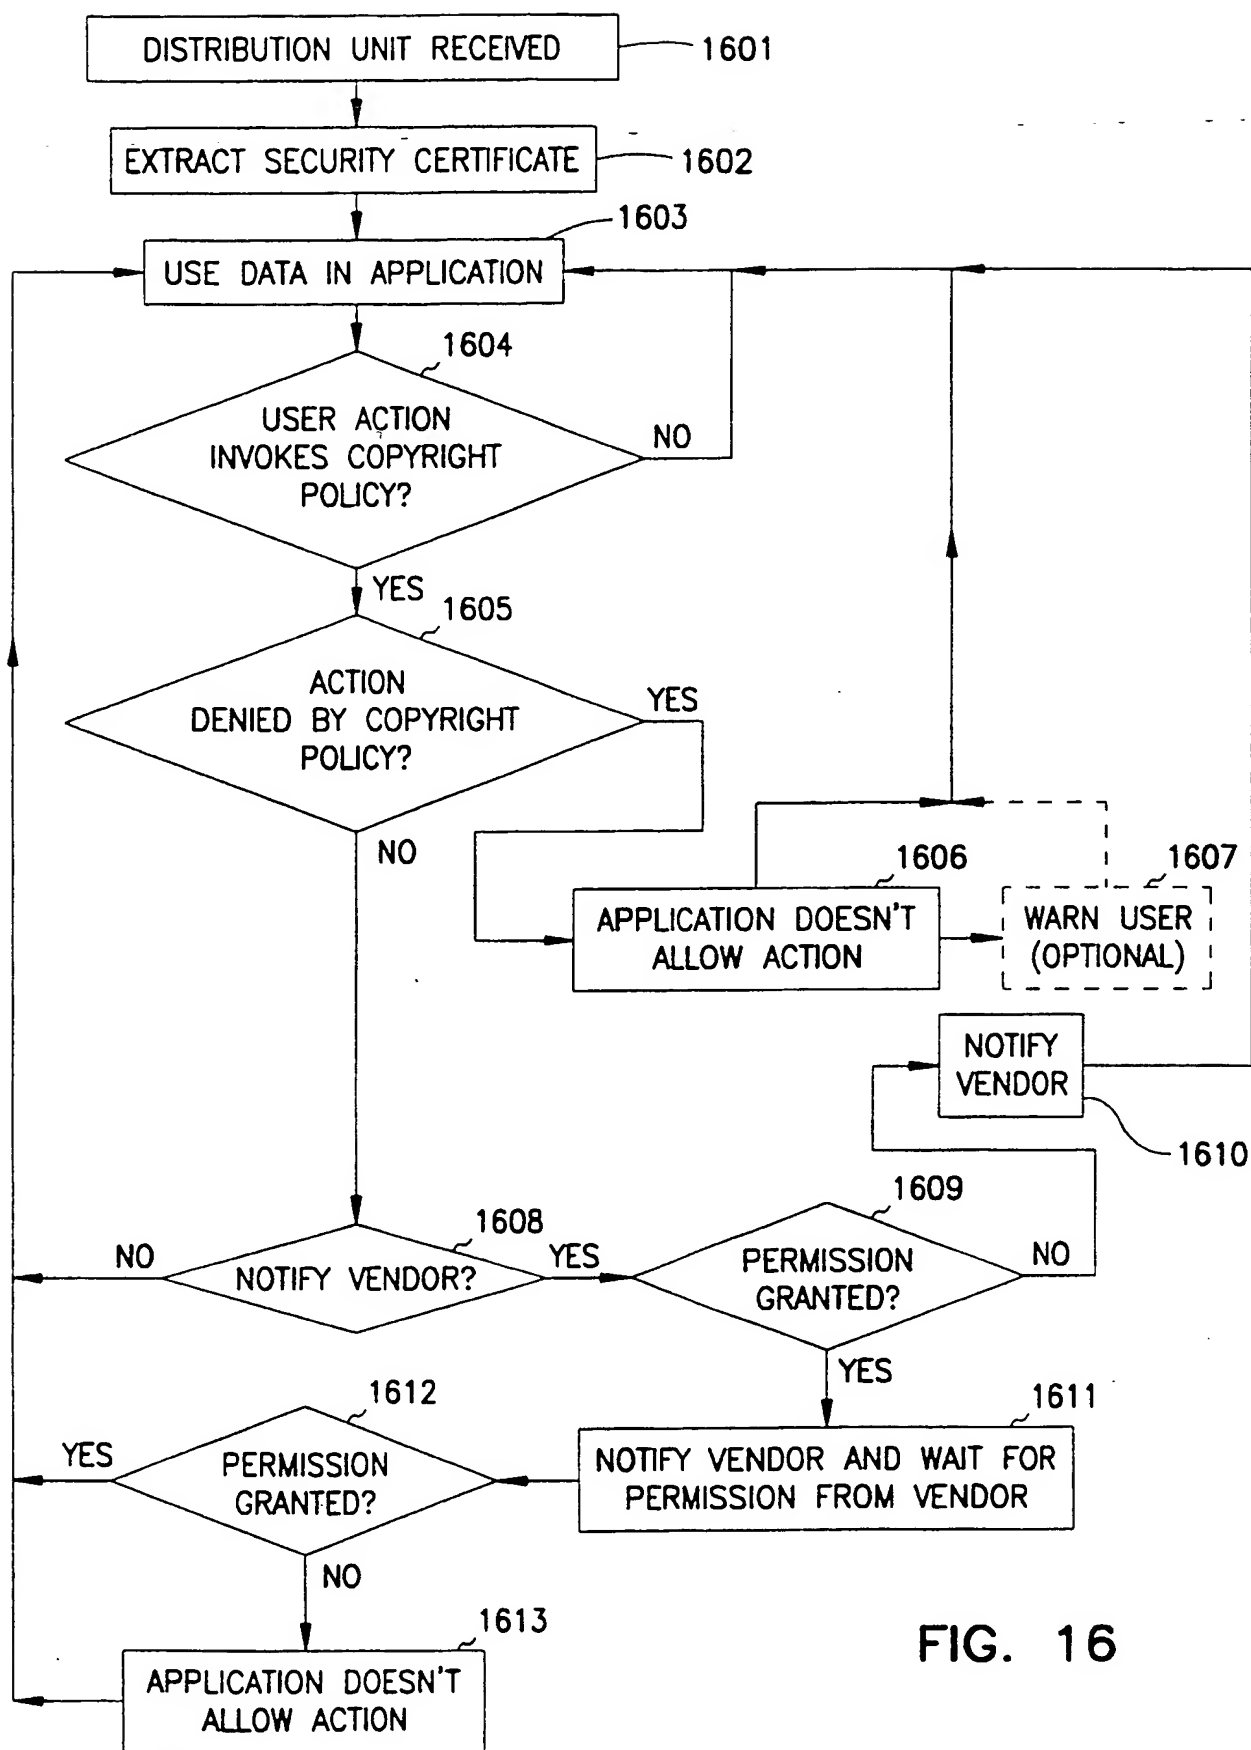 DISTRIBUTION UNIT RECEIVED
1601
EXTRACT SECURITY CERTIFICATE
1602
1603
USE DATA IN APPLICATION
1604
USER ACTION
INVOKES COPYRIGHT
POLICY?
NO
YES
1605
ACTION
DENIED BY COPYRIGHT
POLICY?
YES
NO
1606
APPLICATION DOESN'T
ALLOW ACTION
1607
WARN USER
(OPTIONAL)
NOTIFY
VENDOR
1610
1608
NO
NOTIFY VENDOR?
YES
1609
PERMISSION
GRANTED?
NO
YES
1611
NOTIFY VENDOR AND WAIT FOR
PERMISSION FROM VENDOR
1612
YES
PERMISSION
GRANTED?
NO
1613
APPLICATION DOESN'T
ALLOW ACTION
FIG. 16